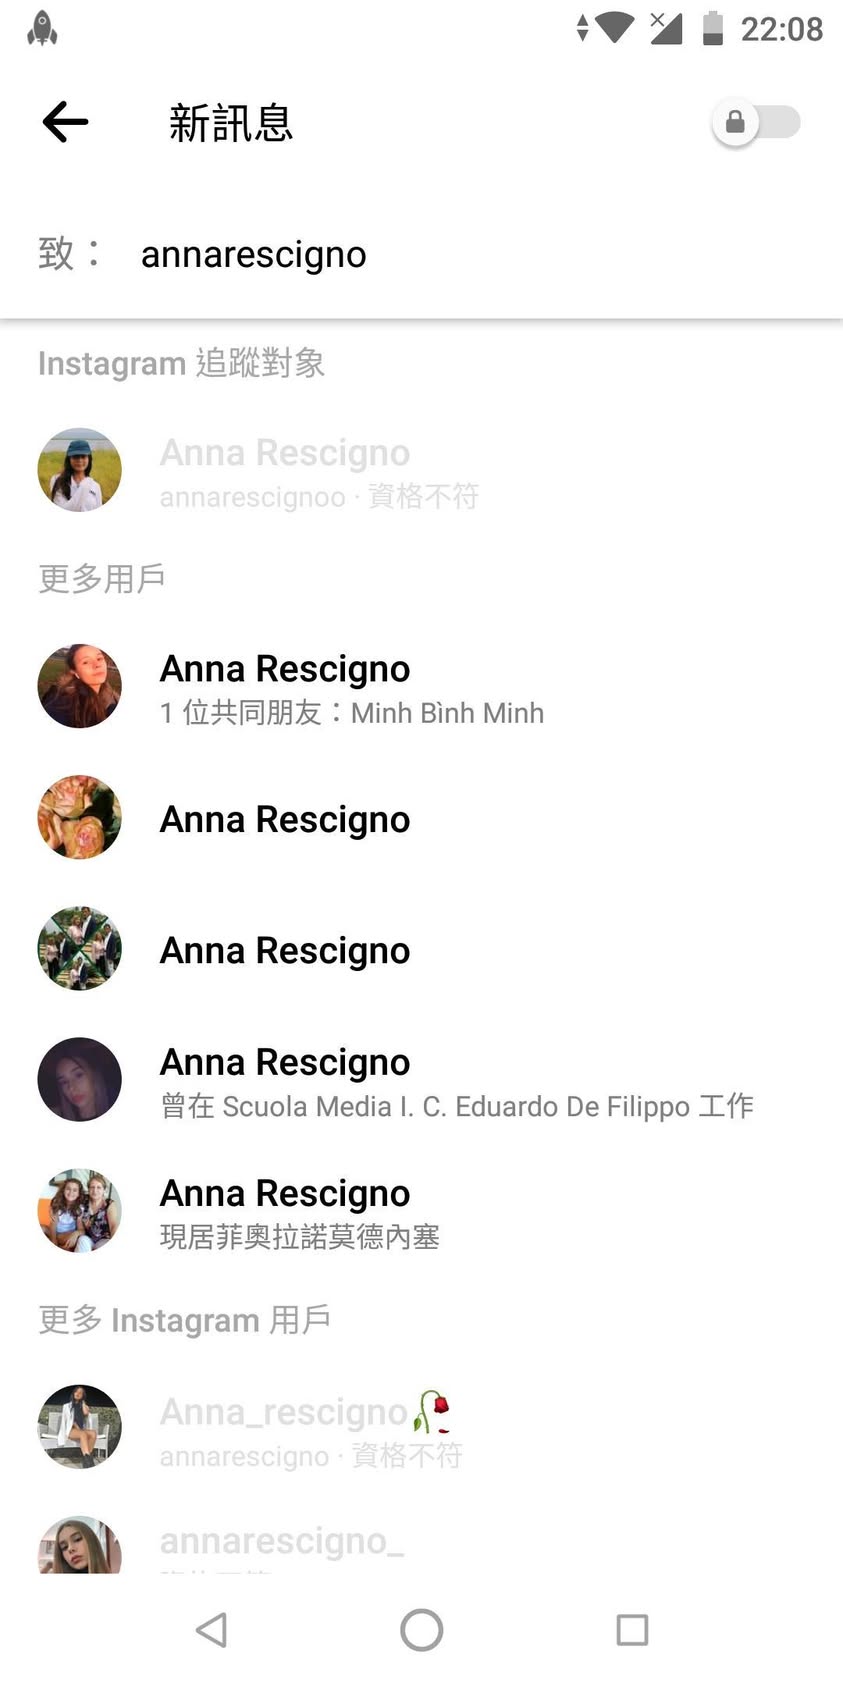 22:08
新訊息
致： annarescigno
Instagram 追蹤對象
Anna Rescigno
annarescignoo · 資格不符
更多用戶
Anna Rescigno
1 位共同朋友：Minh Bình Minh
Anna Rescigno
Anna Rescigno
Anna Rescigno
曾在 Scuola Media I. C. Eduardo De Filippo 工作
Anna Rescigno
現居菲奧拉諾莫德內塞
更多 Instagram 用戶
Anna_rescigno🥀
annarescigno · 資格不符
annarescigno_